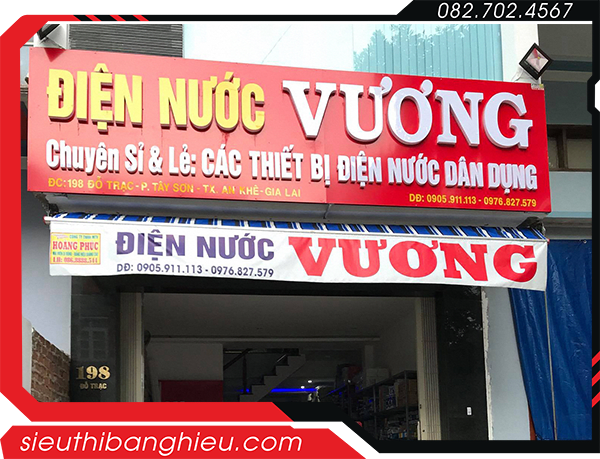 082.702.4567
ĐIỆN NƯỚC VƯƠNG
Chuyên Sỉ & Lẻ: CÁC THIẾT BỊ ĐIỆN NƯỚC DÂN DỤNG
ĐC:198 ĐỖ TRẠC - P. TÂY SƠN - TX. AN KHÊ-GIA LAI
DĐ: 0905.911.113 - 0976.827.579
HOÀNG PHÚC
ĐIỆN NƯỚC VƯƠNG
DĐ: 0905.911.113 - 0976.827.579
198
ĐỖ TRẠC
sieuthibanghieu.com